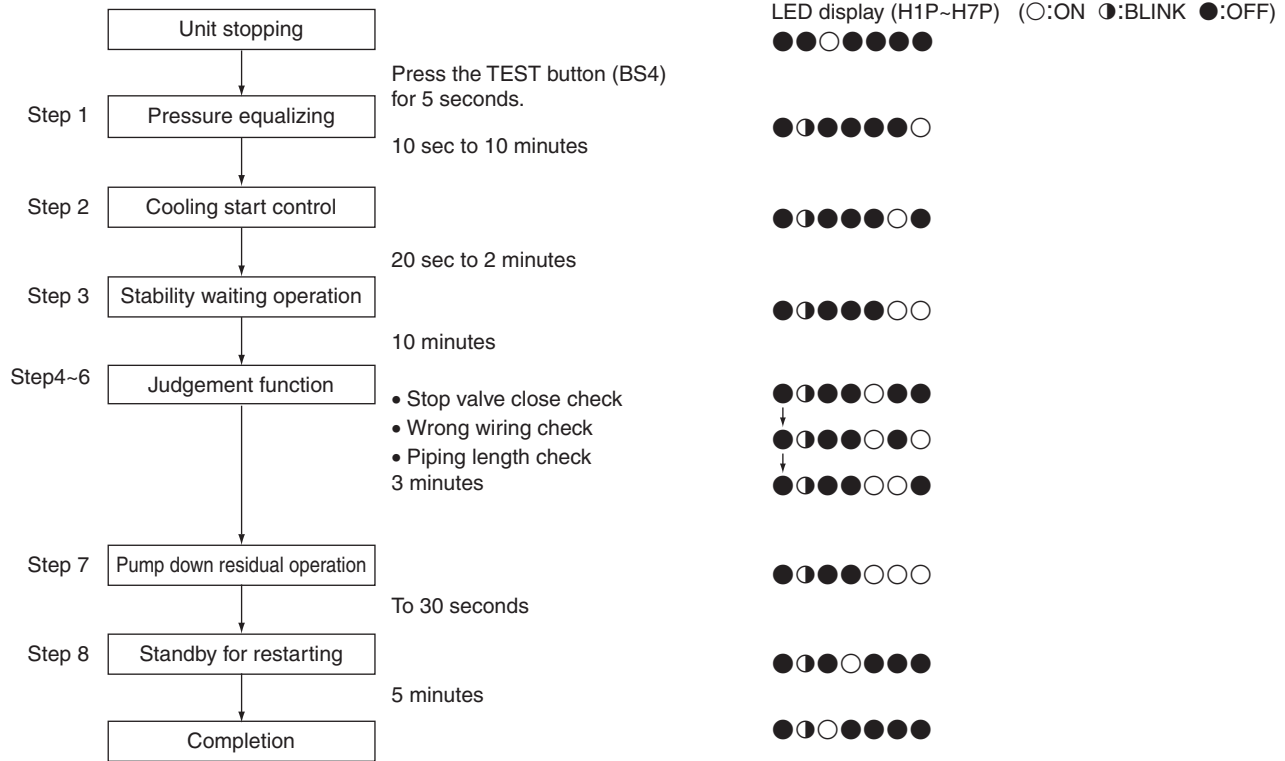 LED display (H1P~H7P) (○:ON ◑:BLINK ●:OFF)
Unit stopping
●●○●●●●
Press the TEST button (BS4)
for 5 seconds.
Step 1 Pressure equalizing
●◑●●●●○
10 sec to 10 minutes
Step 2 Cooling start control
●◑●●●○●
20 sec to 2 minutes
Step 3 Stability waiting operation
●◑●●●○○
10 minutes
Step4~6 Judgement function
●◑●●○●●
• Stop valve close check
• Wrong wiring check
●◑●●○●○
• Piping length check
3 minutes
●◑●●○○●
Step 7 Pump down residual operation
●◑●●○○○
To 30 seconds
Step 8 Standby for restarting
●◑●○●●●
5 minutes
Completion
●◑○●●●●